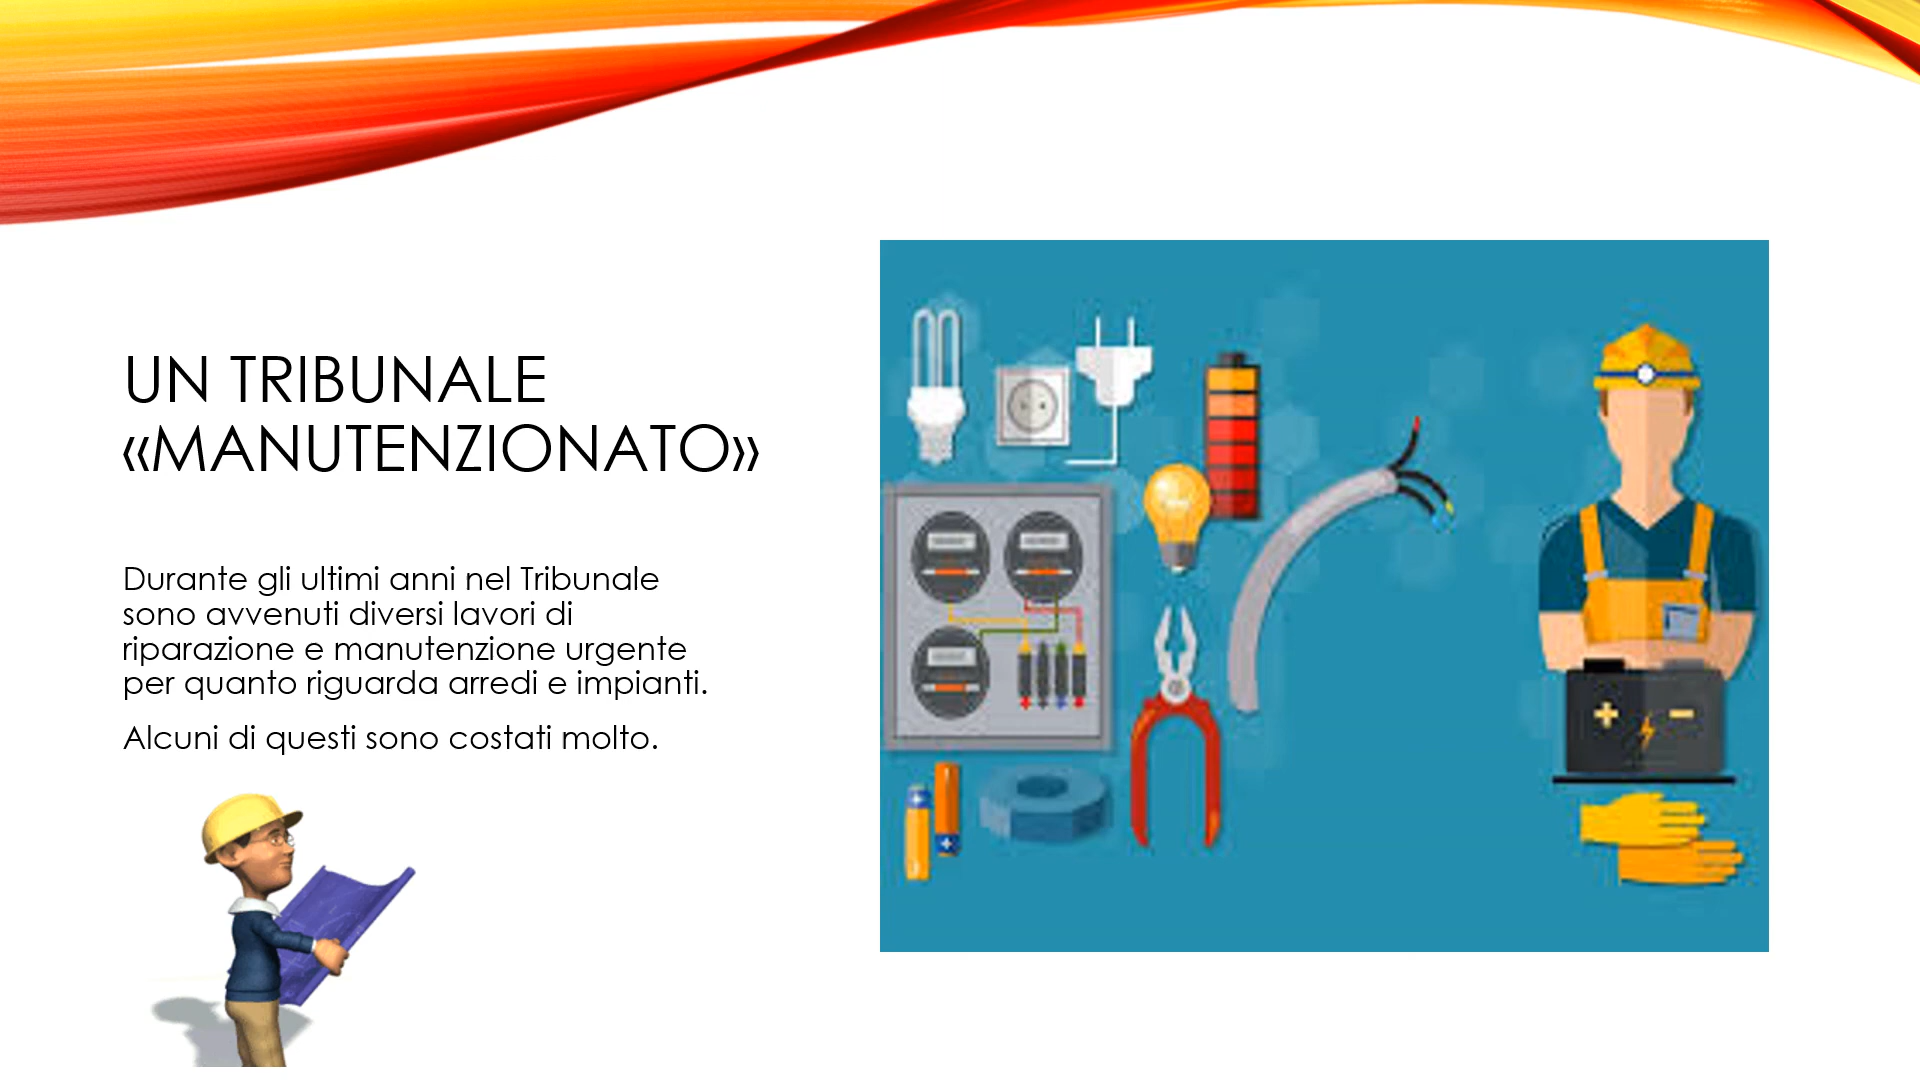 UN TRIBUNALE
«MANUTENZIONATO»
Durante gli ultimi anni nel Tribunale
sono avvenuti diversi lavori di
riparazione e manutenzione urgente
per quanto riguarda arredi e impianti.
Alcuni di questi sono costati molto.